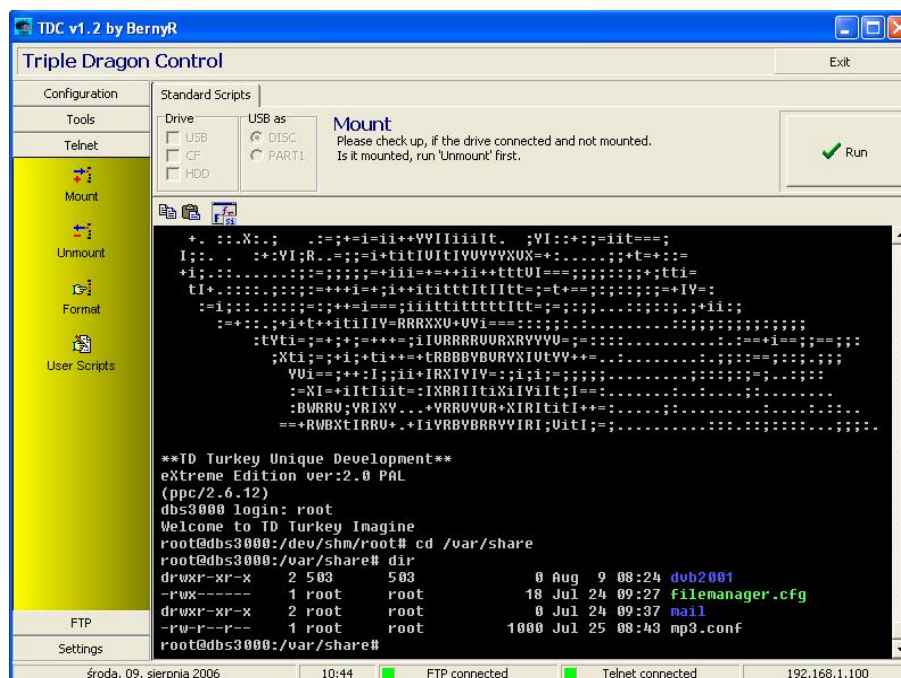 TDC v1.2 by BernyR
Triple Dragon Control
Exit
Configuration
Tools
Telnet
Mount
Unmount
Format
User Scripts
FTP
Settings
Standard Scripts
Drive
USB
CF
HDD
USB as
DISC
PART1
Mount
Please check up, if the drive connected and not mounted.
Is it mounted, run 'Unmount' first.
Run
**TD Turkey Unique Development**
eXtreme Edition ver:2.0 PAL
(ppc/2.6.12)
dbs3000 login: root
Welcome to TD Turkey Imagine
root@dbs3000:/dev/shm/root# cd /var/share
root@dbs3000:/var/share# dir
drwxr-xr-x 2 503 503 0 Aug 9 08:24 dvb2001
-rwx------ 1 root root 18 Jul 24 09:27 filemanager.cfg
drwxr-xr-x 2 root root 0 Jul 24 09:37 mail
-rw-r--r-- 1 root root 1000 Jul 25 08:43 mp3.conf
root@dbs3000:/var/share#
środa, 09, sierpnia 2006
10:44
FTP connected
Telnet connected
192.168.1.100